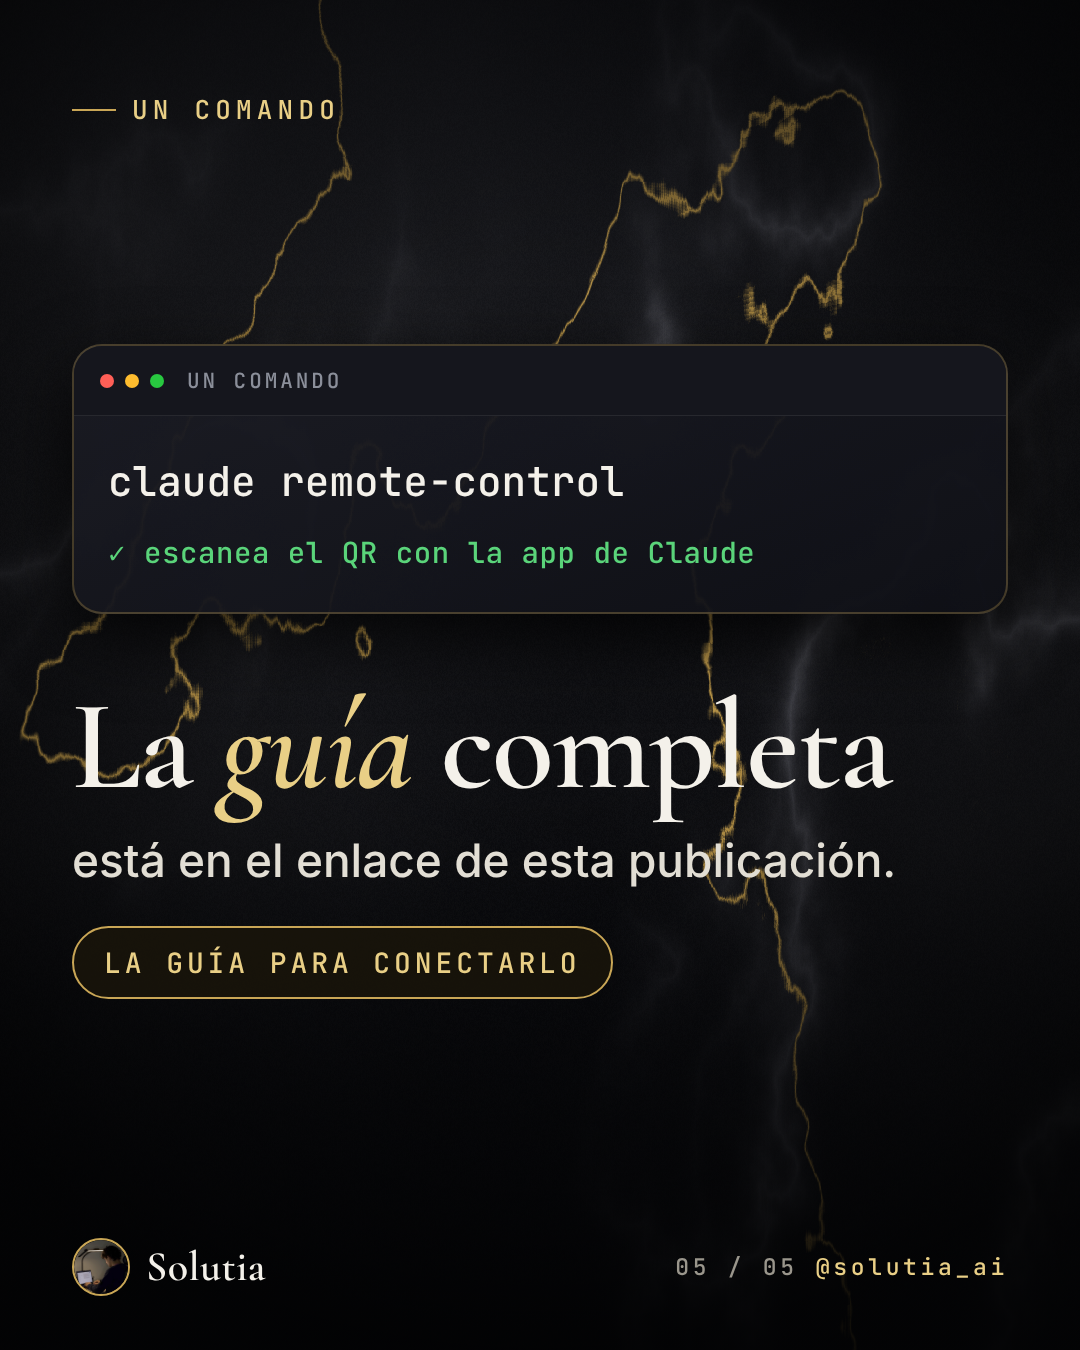 UN COMANDO
UN COMANDO
claude remote-control
✓ escanea el QR con la app de Claude
La guía completa
está en el enlace de esta publicación.
LA GUÍA PARA CONECTARLO
Solutia
05 / 05 @solutia_ai